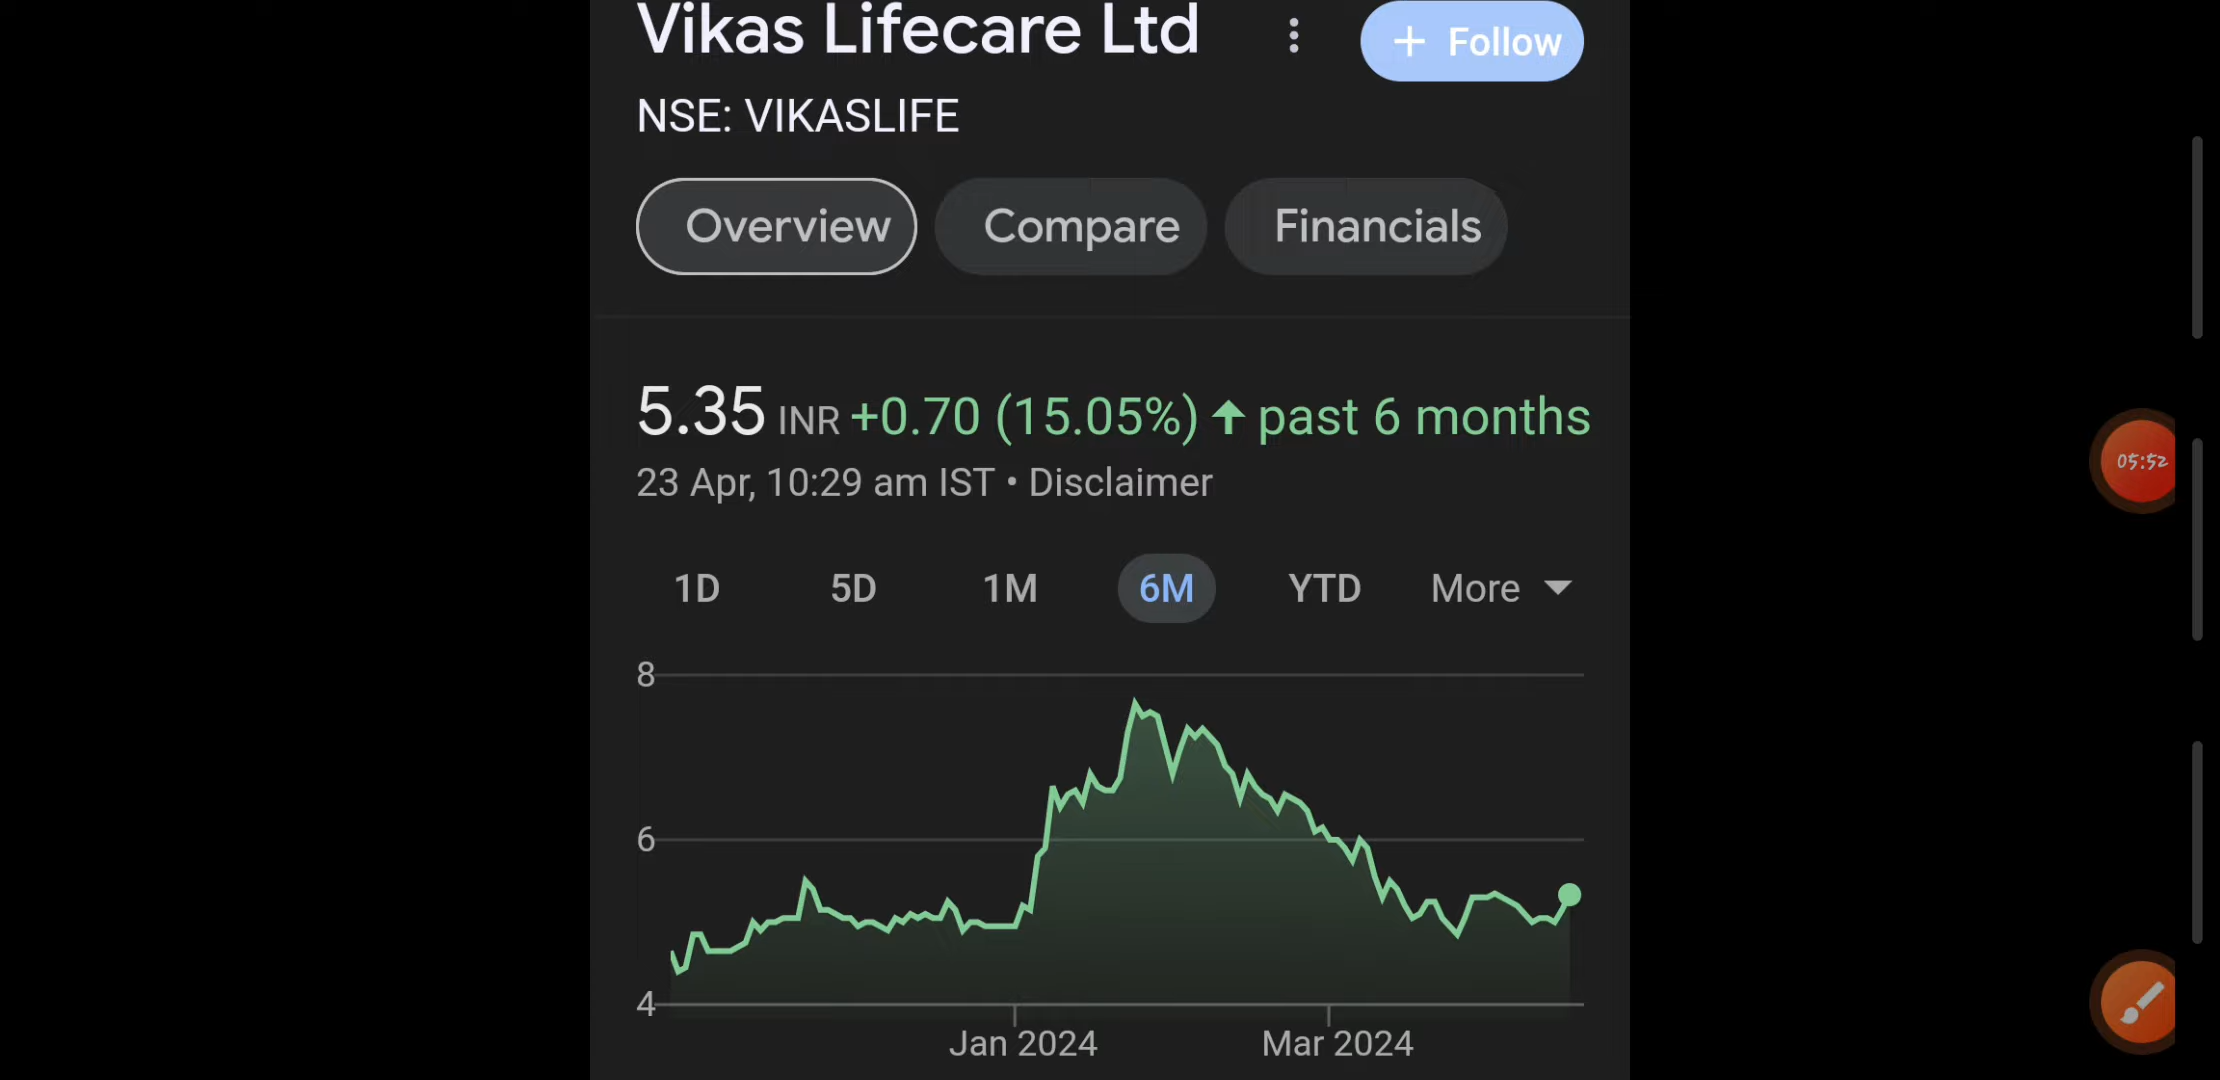 Vikas Lifecare Ltd
+ Follow
NSE: VIKASLIFE
Overview Compare Financials
5.35 INR +0.70 (15.05%) ↑ past 6 months
23 Apr, 10:29 am IST • Disclaimer
1D 5D 1M 6M YTD More
8
6
4
Jan 2024 Mar 2024
05:52